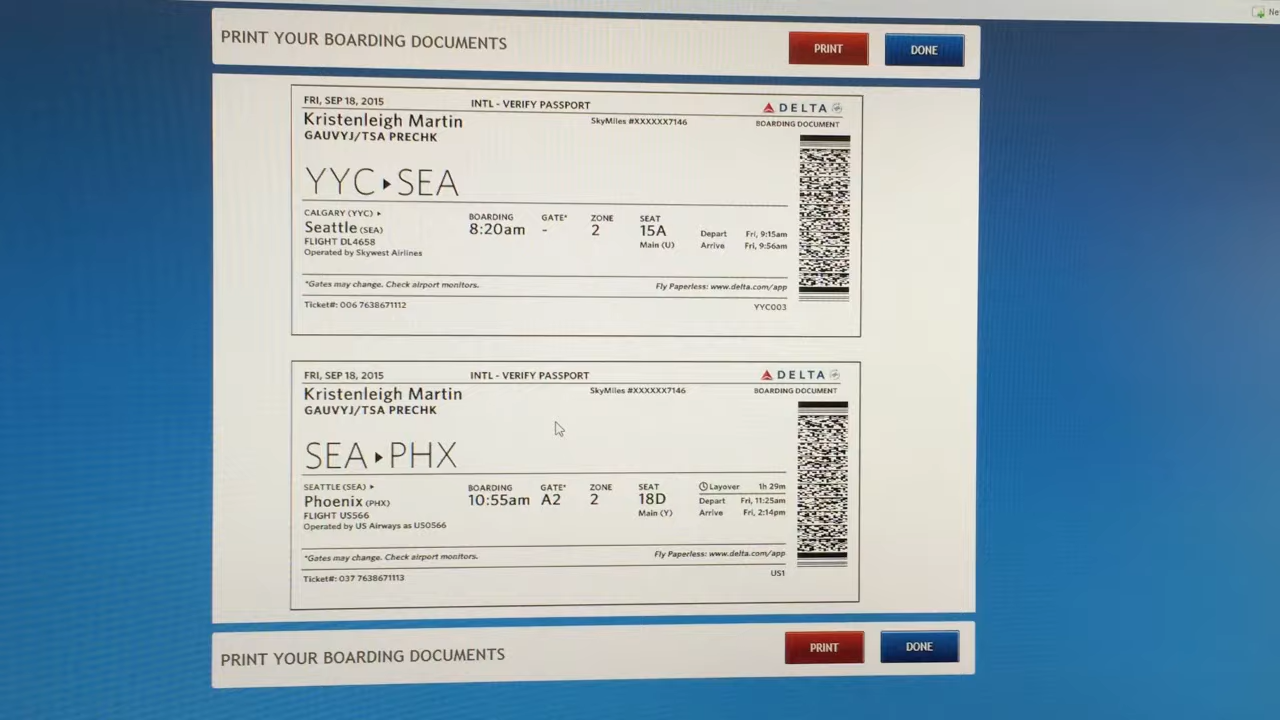 Ne
PRINT YOUR BOARDING DOCUMENTS
PRINT
DONE
FRI, SEP 18, 2015
INTL - VERIFY PASSPORT
DELTA
Kristenleigh Martin
SkyMiles #XXXXXX7146
BOARDING DOCUMENT
GAUVYJ/TSA PRECHK
YYC SEA
CALGARY (YYC)
BOARDING GATE* ZONE SEAT
Seattle (SEA)
8:20am - 2 15A
Depart Fri, 9:15am
FLIGHT DL4658
Main (U)
Arrive Fri, 9:56am
Operated by Skywest Airlines
*Gates may change. Check airport monitors.
Fly Paperless: www.delta.com/app
Ticket#: 006 7638671112
YYC003
FRI, SEP 18, 2015
INTL - VERIFY PASSPORT
DELTA
Kristenleigh Martin
SkyMiles #XXXXXX7146
BOARDING DOCUMENT
GAUVYJ/TSA PRECHK
SEA PHX
SEATTLE (SEA)
BOARDING GATE* ZONE SEAT
Layover 1h 29m
Phoenix (PHX)
10:55am A2 2 18D
Depart Fri, 11:25am
FLIGHT US566
Main (Y)
Arrive Fri, 2:14pm
Operated by US Airways as US0566
*Gates may change. Check airport monitors.
Fly Paperless: www.delta.com/app
Ticket#: 037 7638671113
US1
PRINT YOUR BOARDING DOCUMENTS
PRINT
DONE